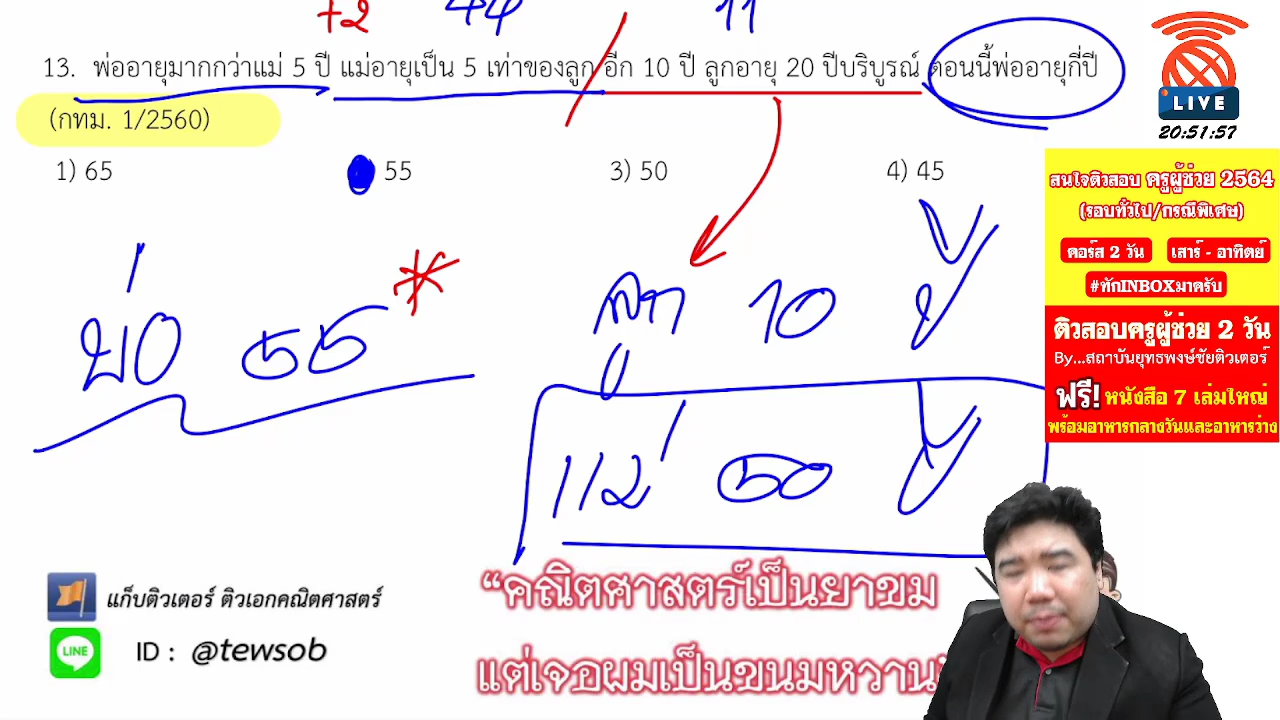 +2 44 11
13. พ่ออายุมากกว่าแม่ 5 ปี แม่อายุเป็น 5 เท่าของลูก อีก 10 ปี ลูกอายุ 20 ปีบริบูรณ์ ตอนนี้พ่ออายุกี่ปี
(กทม. 1/2560)
1) 65
55
3) 50
4) 45
พ่อ 55 *
ลูก 10 ปี
แม่ 50 ปี
LIVE
20:51:57
สนใจติวสอบ ครูผู้ช่วย 2564
(รอบทั่วไป/กรณีพิเศษ)
คอร์ส 2 วัน เสาร์ - อาทิตย์
#ทักINBOXมาครับ
ติวสอบครูผู้ช่วย 2 วัน
By...สถาบันยุทธพงษ์ชัยติวเตอร์
ฟรี! หนังสือ 7 เล่มใหญ่
พร้อมอาหารกลางวันและอาหารว่าง
แก็บติวเตอร์ ติวเอกคณิตศาสตร์
LINE ID : @tewsob
“คณิตศาสตร์เป็นยาขม
แต่เจอผมเป็นขนมหวาน